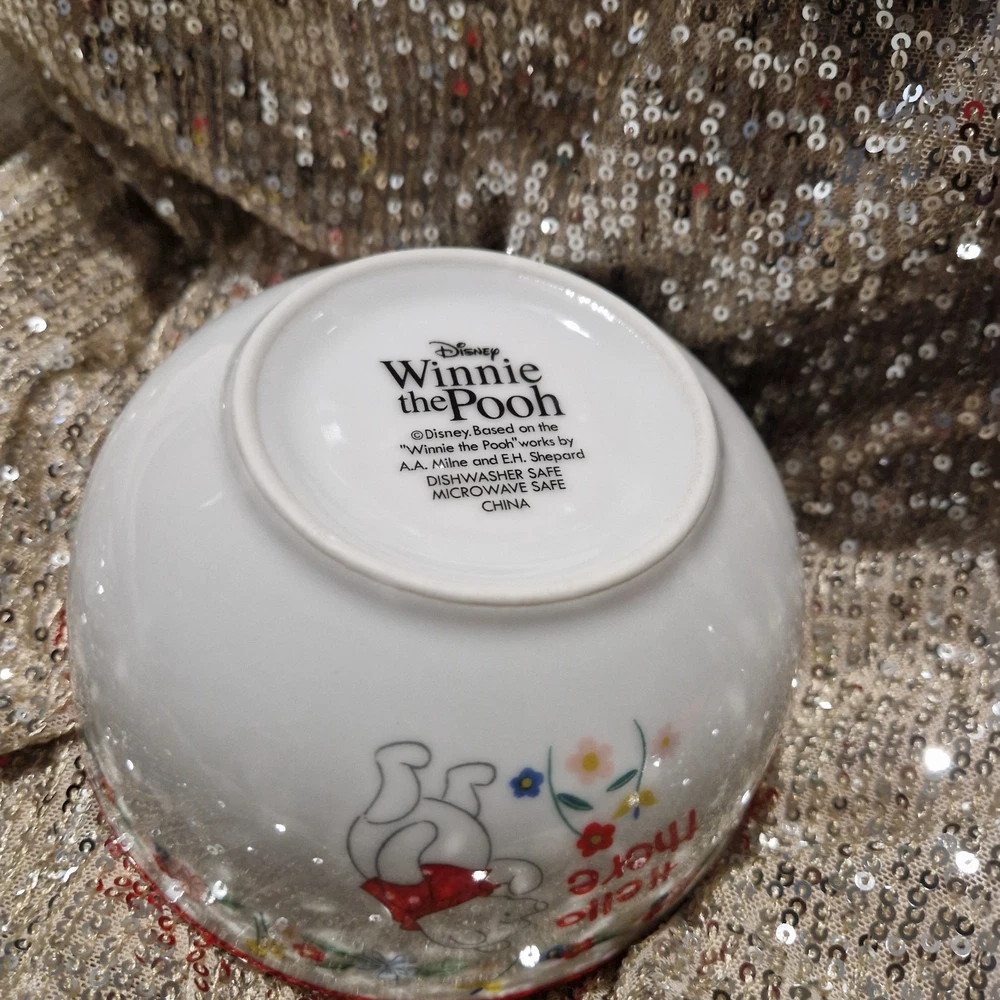 Disney
Winnie
the Pooh
©Disney. Based on the
"Winnie the Pooh" works by
A.A. Milne and E.H. Shepard
DISHWASHER SAFE
MICROWAVE SAFE
CHINA
Hello
there